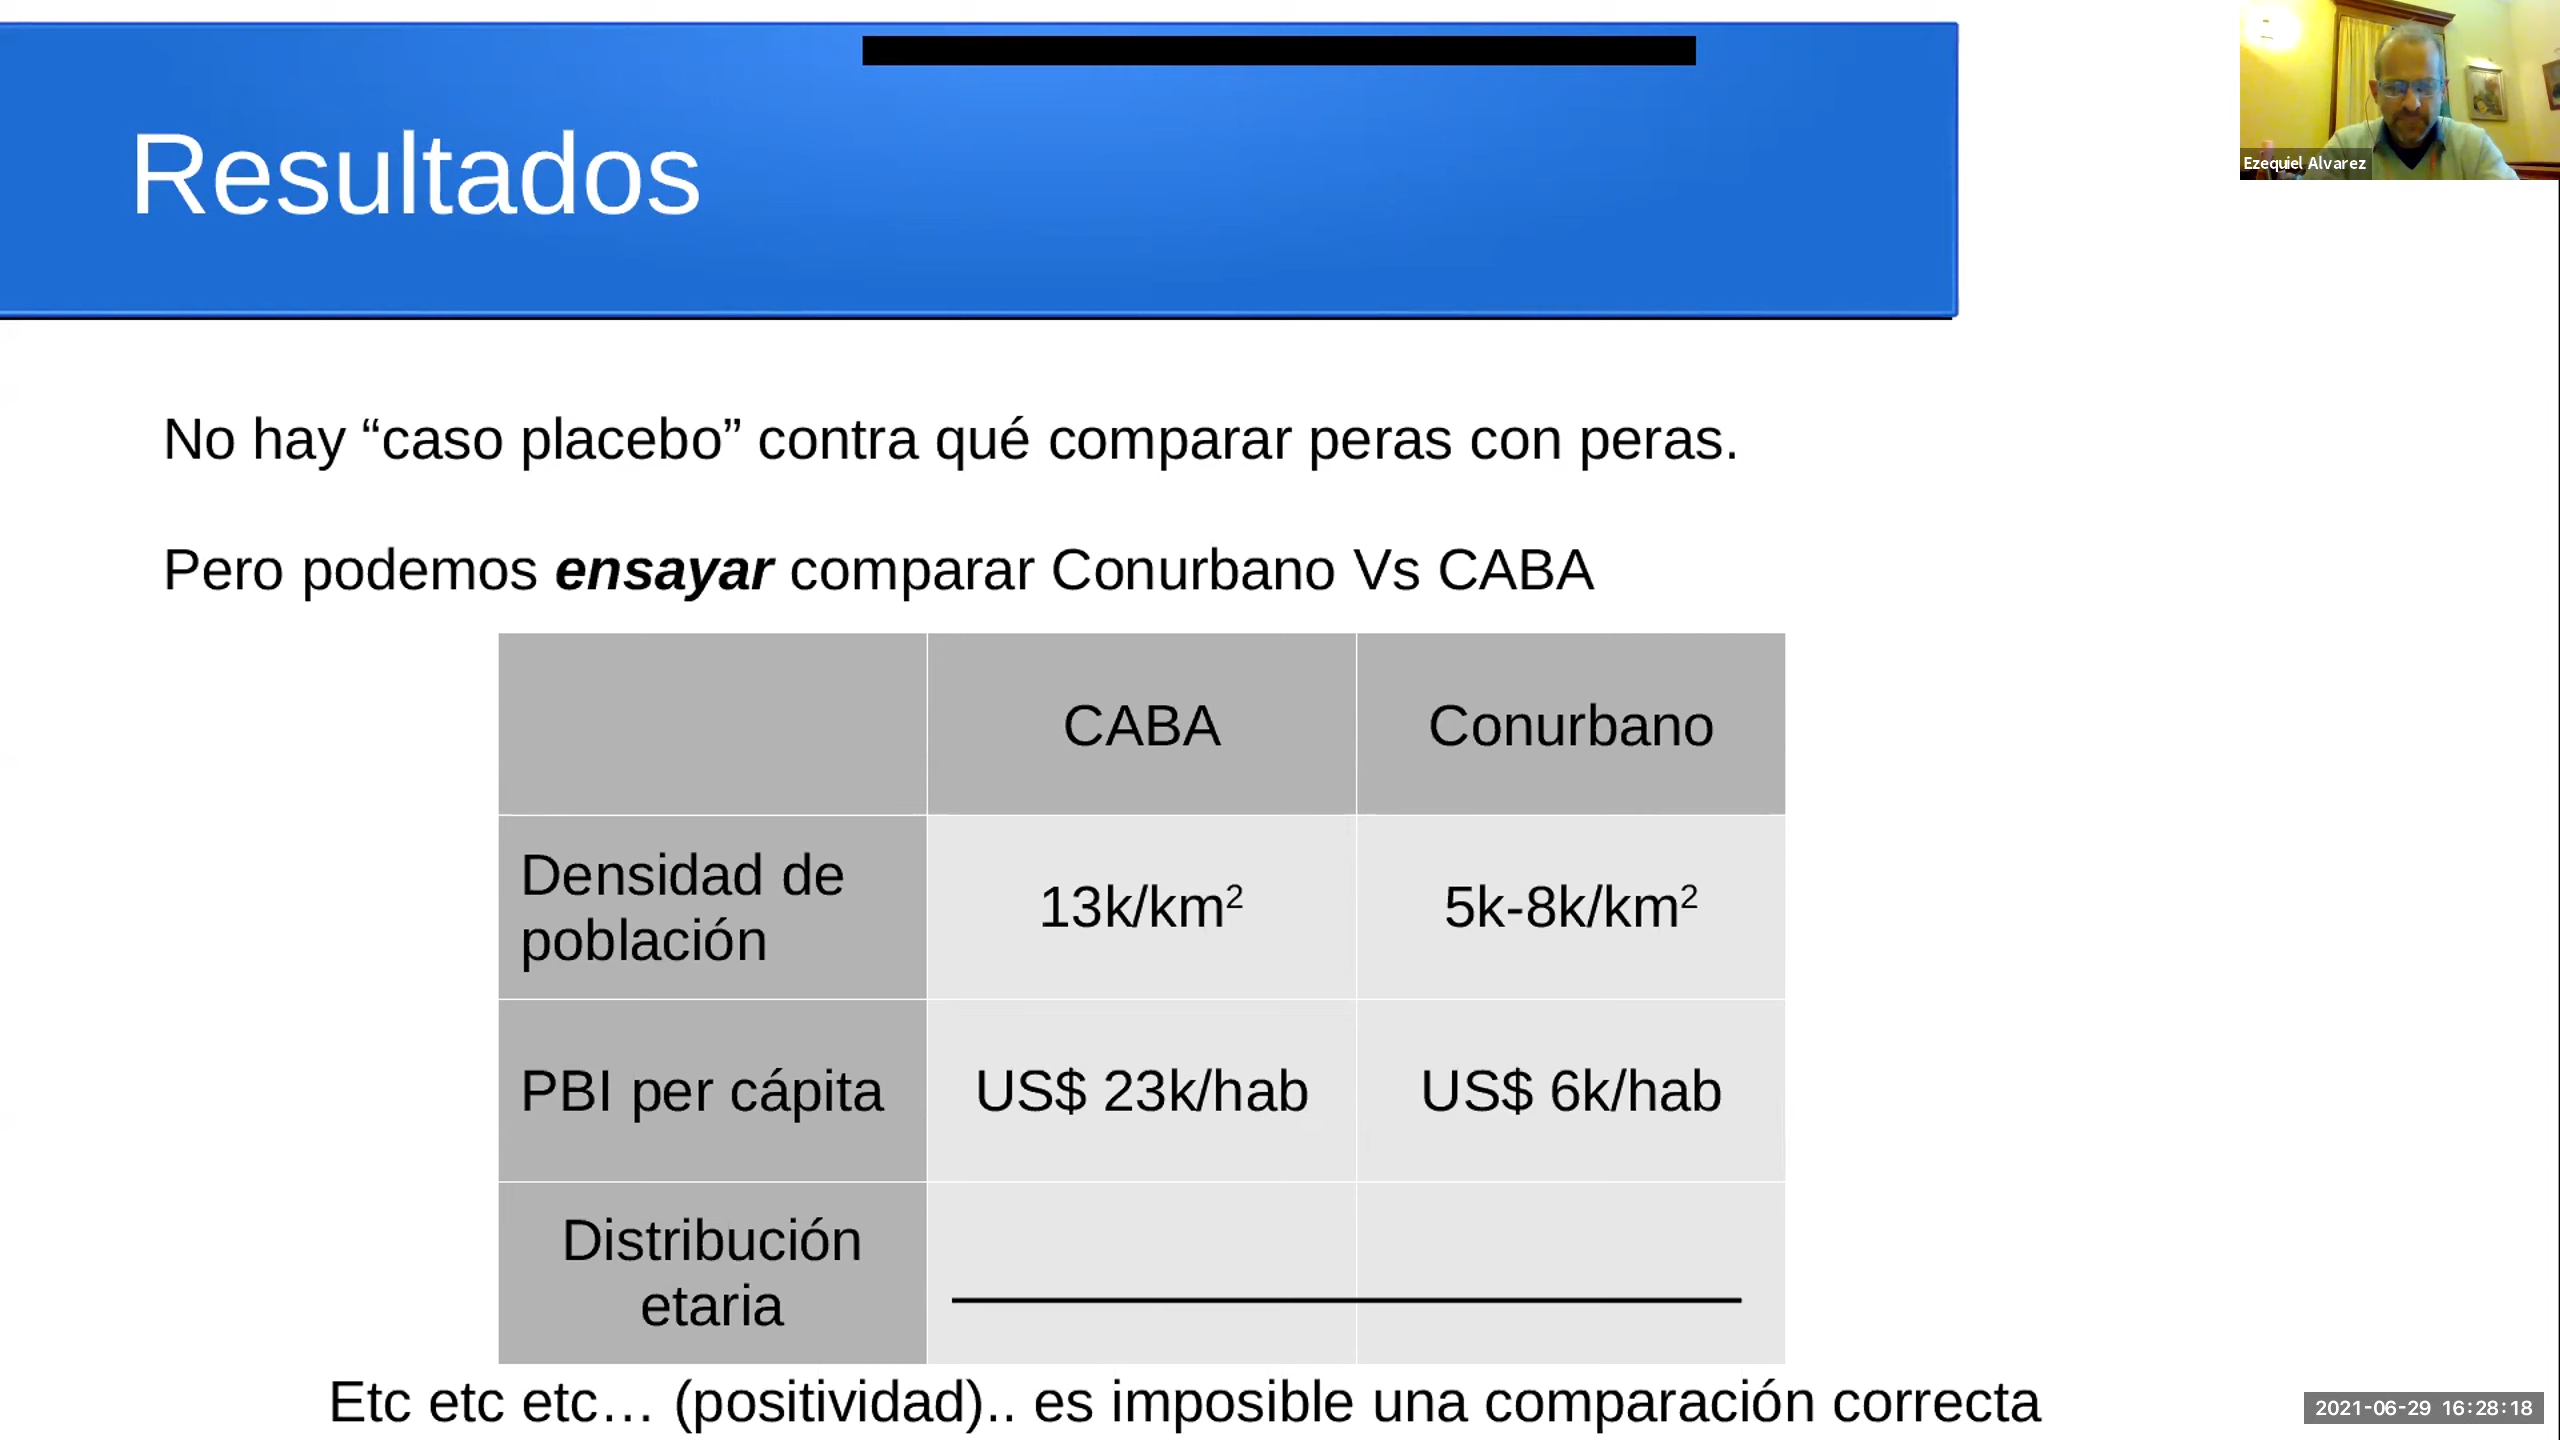 Resultados
Ezequiel Alvarez
No hay “caso placebo” contra qué comparar peras con peras.
Pero podemos ensayar comparar Conurbano Vs CABA
CABA
Conurbano
Densidad de
población
13k/km²
5k-8k/km²
PBI per cápita
US$ 23k/hab
US$ 6k/hab
Distribución
etaria
Etc etc etc… (positividad).. es imposible una comparación correcta
2021-06-29 16:28:18